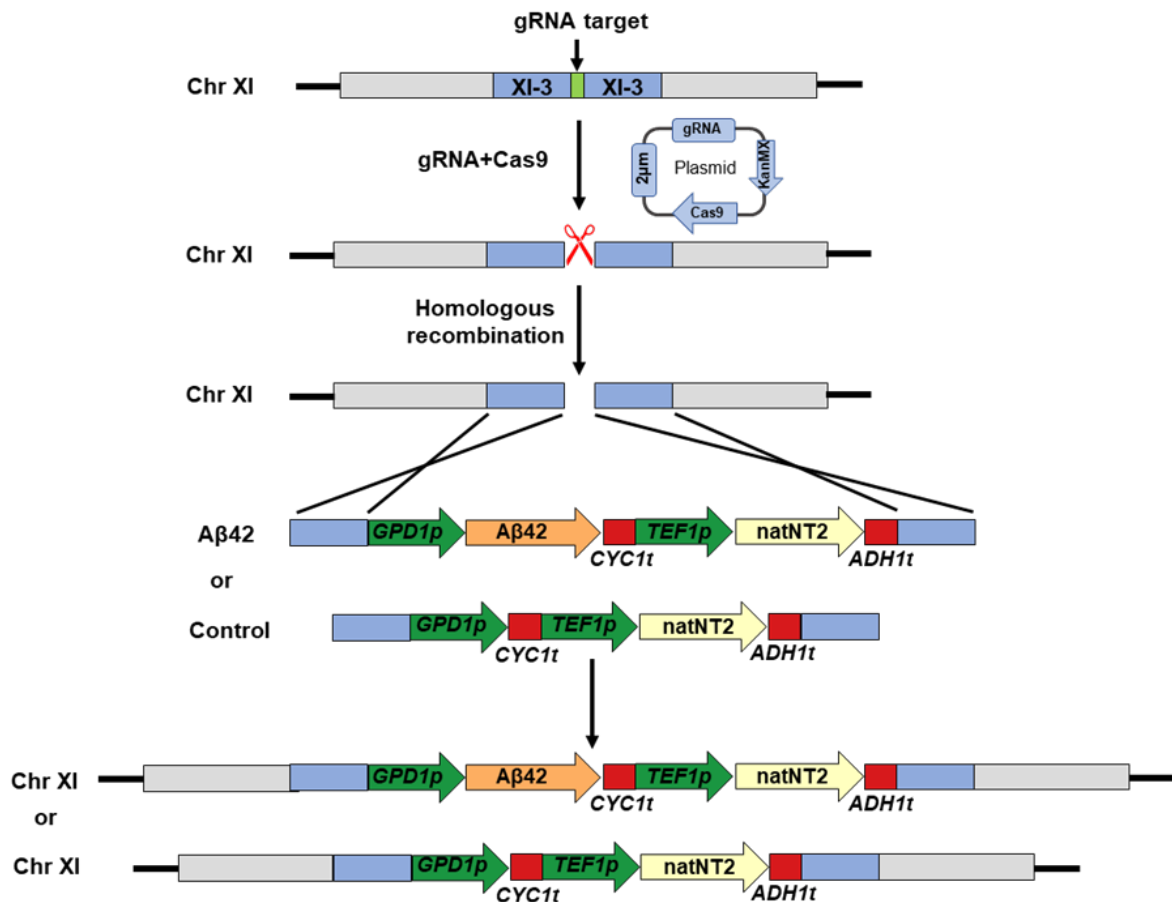 gRNA target
Chr XI
XI-3 XI-3
gRNA+Cas9
gRNA
2µm
Plasmid
KanMX
Cas9
Chr XI
Homologous
recombination
Chr XI
Aβ42
GPD1p Aβ42 TEF1p natNT2
CYC1t ADH1t
or
Control
GPD1p TEF1p natNT2
CYC1t ADH1t
Chr XI
GPD1p Aβ42 TEF1p natNT2
CYC1t ADH1t
or
Chr XI
GPD1p TEF1p natNT2
CYC1t ADH1t